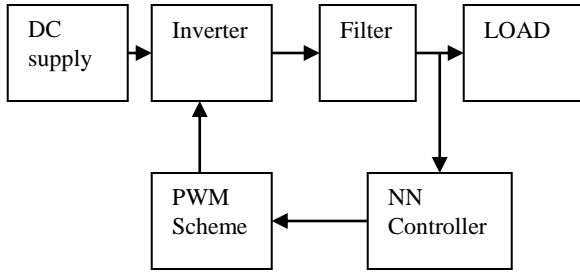 DC
supply
Inverter
Filter
LOAD
PWM
Scheme
NN
Controller